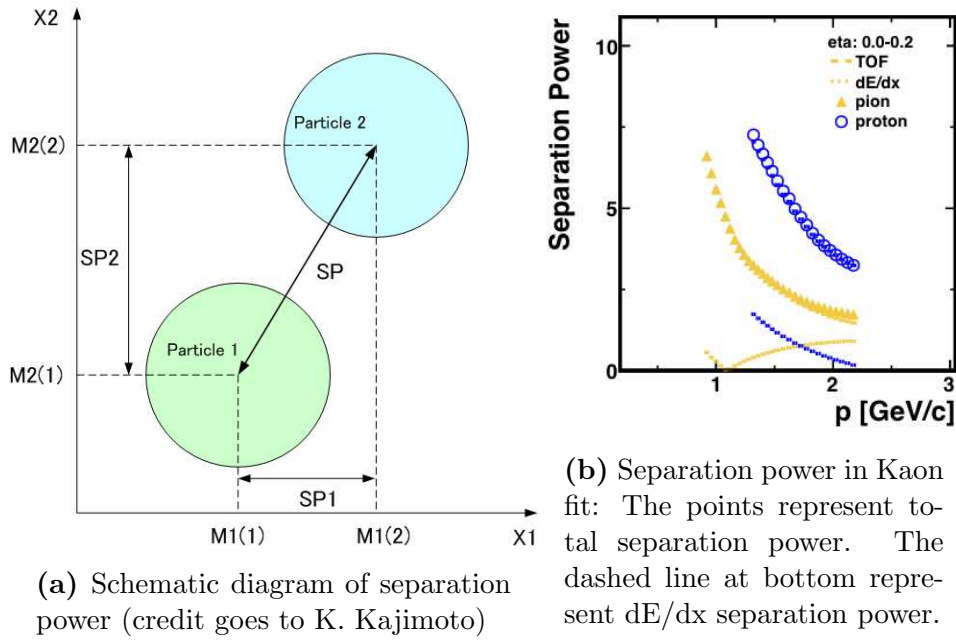 X2
M2(2)
Particle 2
SP2
SP
Particle 1
M2(1)
SP1
M1(1)
M1(2)
X1
(a) Schematic diagram of separation
power (credit goes to K. Kajimoto)
Separation Power
10
5
0
eta: 0.0-0.2
TOF
dE/dx
pion
proton
1
2
3
p [GeV/c]
(b) Separation power in Kaon
fit: The points represent to-
tal separation power. The
dashed line at bottom repre-
sent dE/dx separation power.